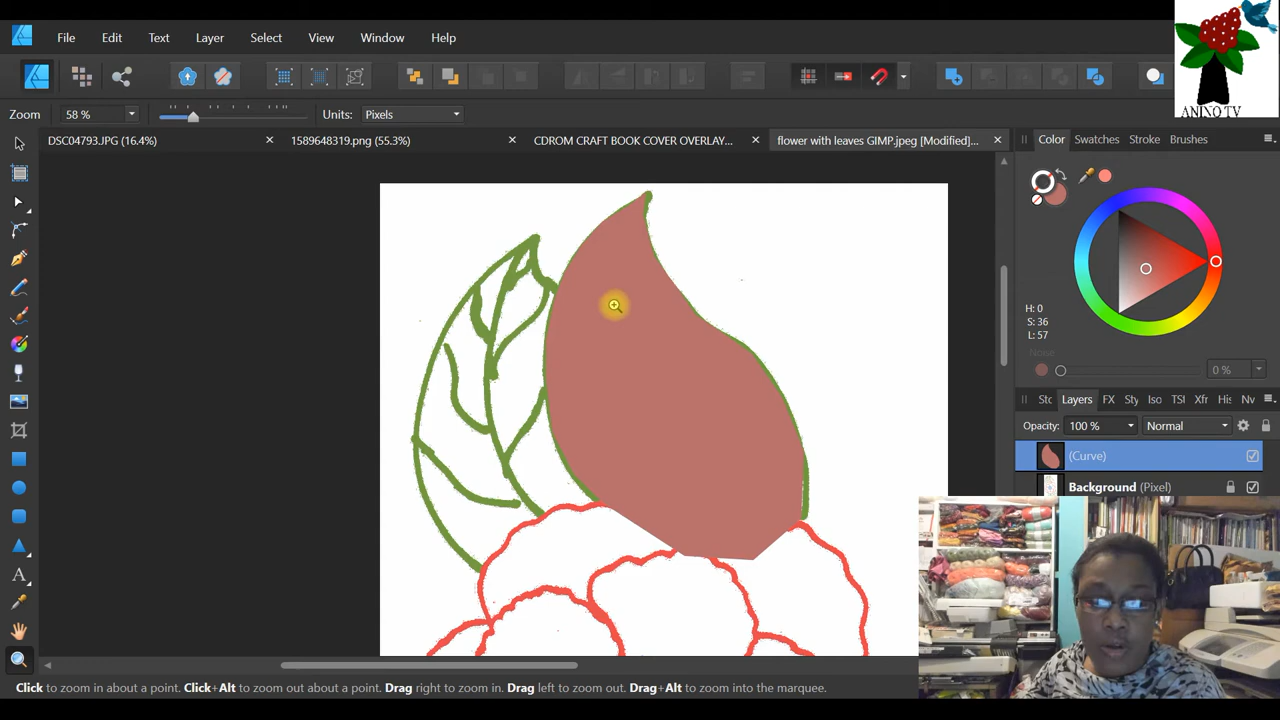 File Edit Text Layer Select View Window Help
ANINO TV
Zoom 58 % Units: Pixels
DSC04793.JPG (16.4%) 1589648319.png (55.3%) CDROM CRAFT BOOK COVER OVERLAY... flower with leaves GIMP.jpeg [Modified]...
Color Swatches Stroke Brushes
H: 0
S: 36
L: 57
None
0 %
Stc Layers FX Sty Iso TSI Xfr His Nv
Opacity: 100 % Normal
(Curve)
Background (Pixel)
A
Click to zoom in about a point. Click+Alt to zoom out about a point. Drag right to zoom in. Drag left to zoom out. Drag+Alt to zoom into the marquee.